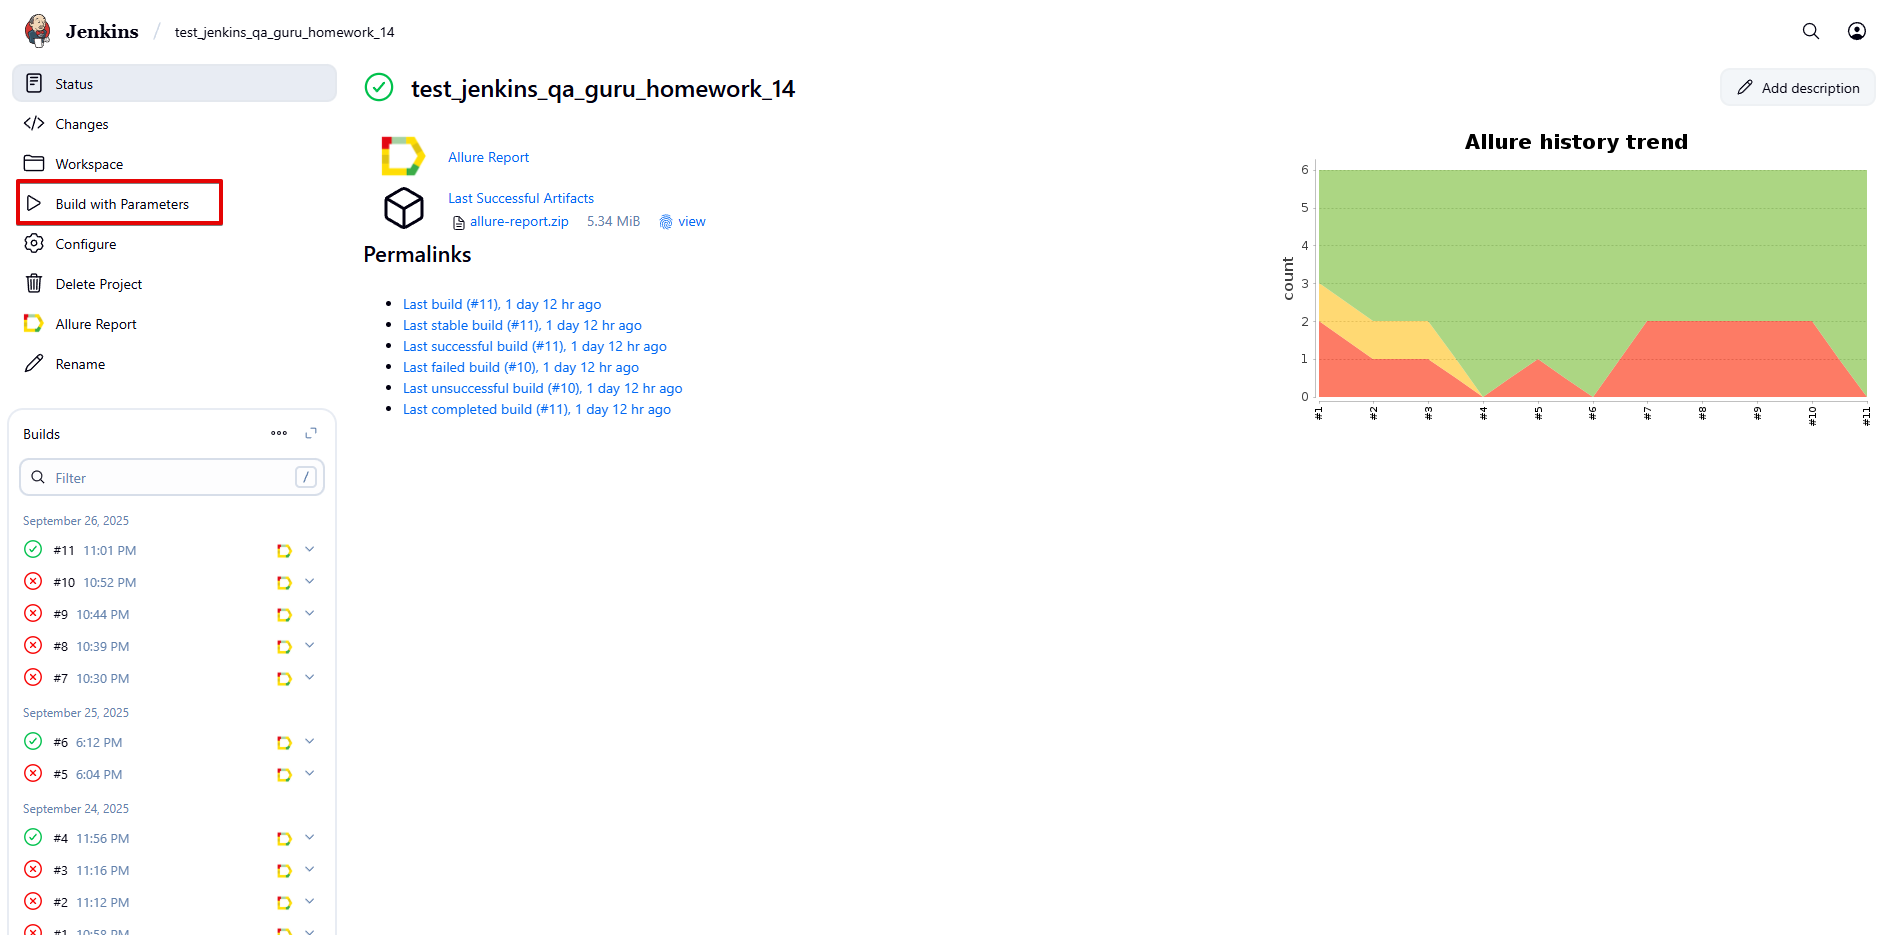 Jenkins / test_jenkins_qa_guru_homework_14
Status
Changes
Workspace
Build with Parameters
Configure
Delete Project
Allure Report
Rename
Builds
Filter /
September 26, 2025
#11 11:01 PM
#10 10:52 PM
#9 10:44 PM
#8 10:39 PM
#7 10:30 PM
September 25, 2025
#6 6:12 PM
#5 6:04 PM
September 24, 2025
#4 11:56 PM
#3 11:16 PM
#2 11:12 PM
#1 10:58 PM
test_jenkins_qa_guru_homework_14
Add description
Allure Report
Last Successful Artifacts
allure-report.zip 5.34 MiB view
Permalinks
Last build (#11), 1 day 12 hr ago
Last stable build (#11), 1 day 12 hr ago
Last successful build (#11), 1 day 12 hr ago
Last failed build (#10), 1 day 12 hr ago
Last unsuccessful build (#10), 1 day 12 hr ago
Last completed build (#11), 1 day 12 hr ago
Allure history trend
6
5
4
3
2
1
0
count
#1 #2 #3 #4 #5 #6 #7 #8 #9 #10 #11